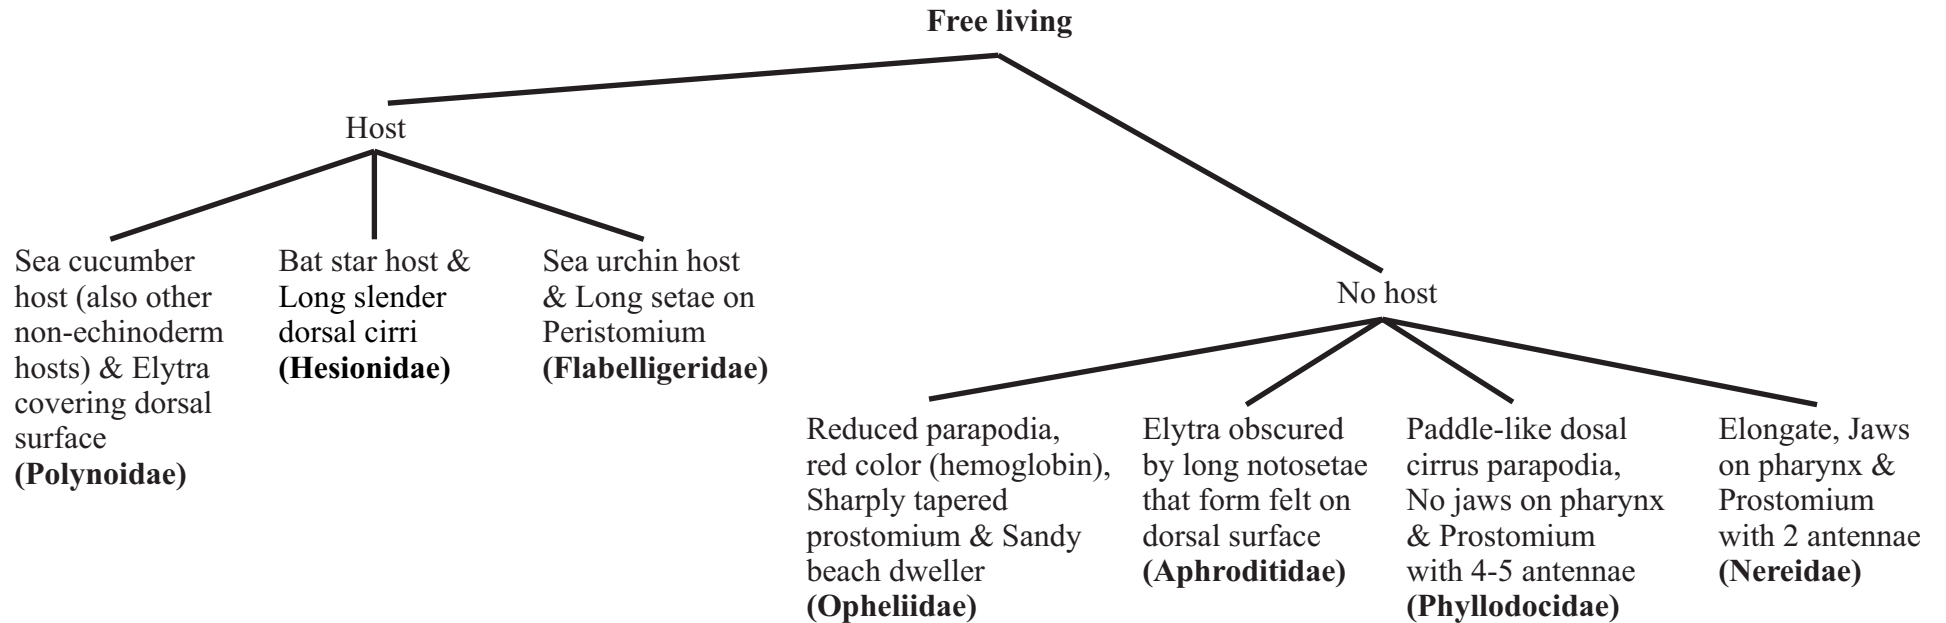 Free living
Host
Sea cucumber
host (also other
non-echinoderm
hosts) & Elytra
covering dorsal
surface
(Polynoidae)
Bat star host &
Long slender
dorsal cirri
(Hesionidae)
Sea urchin host
& Long setae on
Peristomium
(Flabelligeridae)
No host
Reduced parapodia,
red color (hemoglobin),
Sharply tapered
prostomium & Sandy
beach dweller
(Opheliidae)
Elytra obscured
by long notosetae
that form felt on
dorsal surface
(Aphroditidae)
Paddle-like dosal
cirrus parapodia,
No jaws on pharynx
& Prostomium
with 4-5 antennae
(Phyllodocidae)
Elongate, Jaws
on pharynx &
Prostomium
with 2 antennae
(Nereidae)